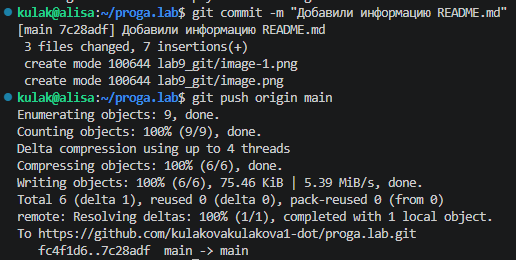 kulak@alisa:~/proga.lab$ git commit -m "Добавили информацию README.md"
[main 7c28adf] Добавили информацию README.md
3 files changed, 7 insertions(+)
create mode 100644 lab9_git/image-1.png
create mode 100644 lab9_git/image.png
kulak@alisa:~/proga.lab$ git push origin main
Enumerating objects: 9, done.
Counting objects: 100% (9/9), done.
Delta compression using up to 4 threads
Compressing objects: 100% (6/6), done.
Writing objects: 100% (6/6), 75.46 KiB | 5.39 MiB/s, done.
Total 6 (delta 1), reused 0 (delta 0), pack-reused 0 (from 0)
remote: Resolving deltas: 100% (1/1), completed with 1 local object.
To https://github.com/kulakovakulakova1-dot/proga.lab.git
fc4f1d6..7c28adf  main -> main